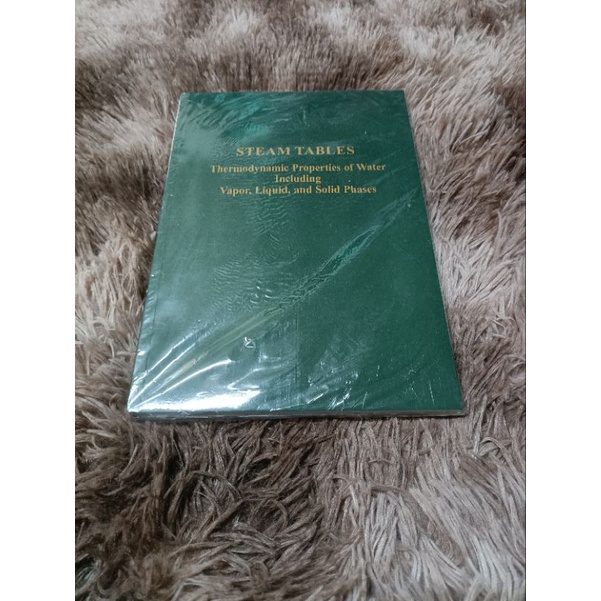 STEAM TABLES
Thermodynamic Properties of Water
Including
Vapor, Liquid, and Solid Phases